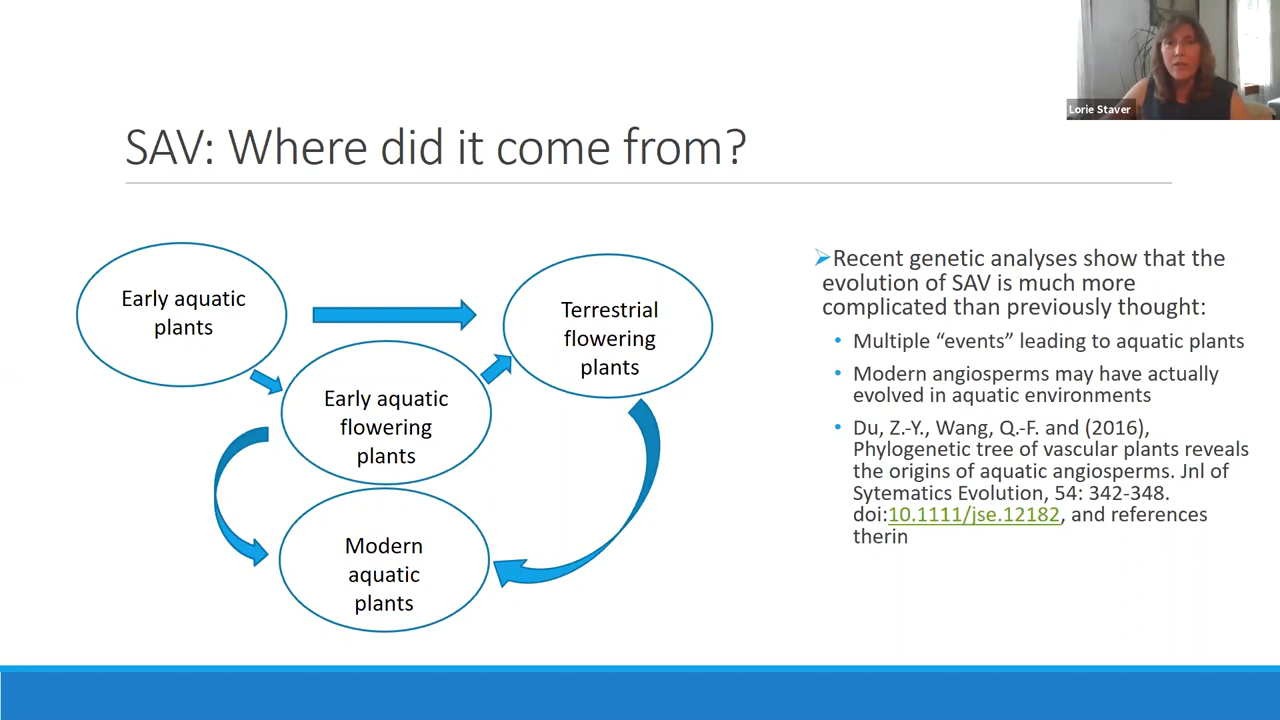 Lorie Staver
SAV: Where did it come from?
Early aquatic
plants
Terrestrial
flowering
plants
Early aquatic
flowering
plants
Modern
aquatic
plants
Recent genetic analyses show that the
evolution of SAV is much more
complicated than previously thought:
• Multiple “events” leading to aquatic plants
• Modern angiosperms may have actually
evolved in aquatic environments
• Du, Z.-Y., Wang, Q.-F. and (2016),
Phylogenetic tree of vascular plants reveals
the origins of aquatic angiosperms. Jnl of
Sytematics Evolution, 54: 342-348.
doi:10.1111/jse.12182, and references
therin